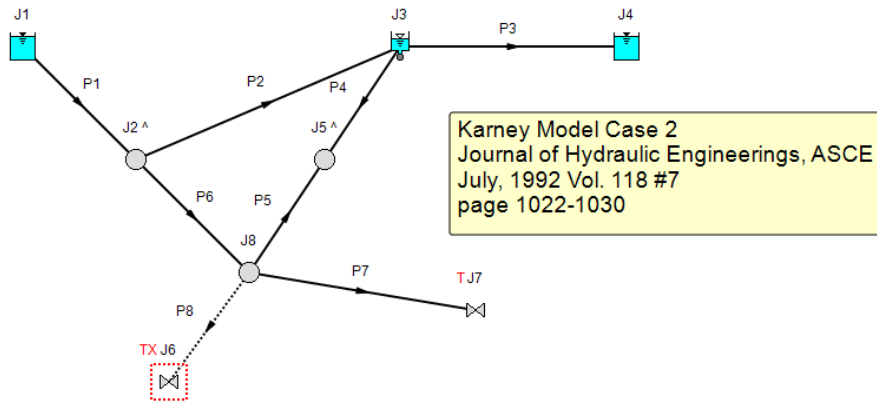 J1
J3
J4
P3
P1
P2
P4
J2 ^
J5 ^
Karney Model Case 2
Journal of Hydraulic Engineerings, ASCE
July, 1992 Vol. 118 #7
page 1022-1030
P6
P5
J8
P7
T J7
P8
TX J6